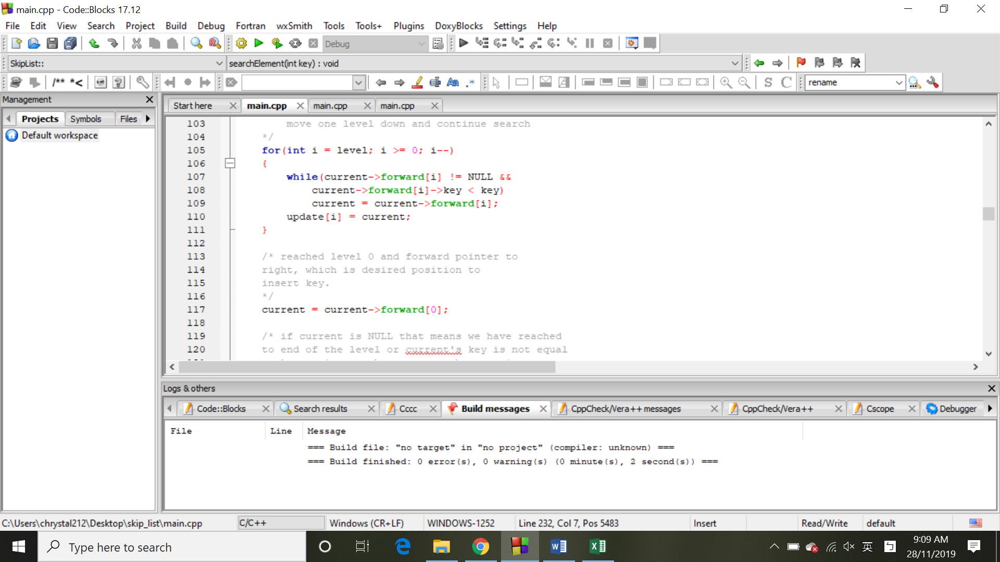 main.cpp - Code::Blocks 17.12
File Edit View Search Project Build Debug Fortran wxSmith Tools Tools+ Plugins DoxyBlocks Settings Help
Debug
SkipList::
searchElement(int key) : void
/** *<
rename
Management
Projects Symbols Files
Default workspace
Start here main.cpp main.cpp main.cpp
103 move one level down and continue search
104 */
105 for(int i = level; i >= 0; i--)
106 {
107 while(current->forward[i] != NULL &&
108 current->forward[i]->key < key)
109 current = current->forward[i];
110 update[i] = current;
111 }
112
113 /* reached level 0 and forward pointer to
114 right, which is desired position to
115 insert key.
116 */
117 current = current->forward[0];
118
119 /* if current is NULL that means we have reached
120 to end of the level or current's key is not equal
Logs & others
Code::Blocks Search results Cccc Build messages CppCheck/Vera++ messages CppCheck/Vera++ Cscope Debugger
File Line Message
=== Build file: "no target" in "no project" (compiler: unknown) ===
=== Build finished: 0 error(s), 0 warning(s) (0 minute(s), 2 second(s)) ===
C:\Users\chrystal212\Desktop\skip_list\main.cpp C/C++ Windows (CR+LF) WINDOWS-1252 Line 232, Col 7, Pos 5483 Insert Read/Write default
Type here to search
英
9:09 AM
28/11/2019